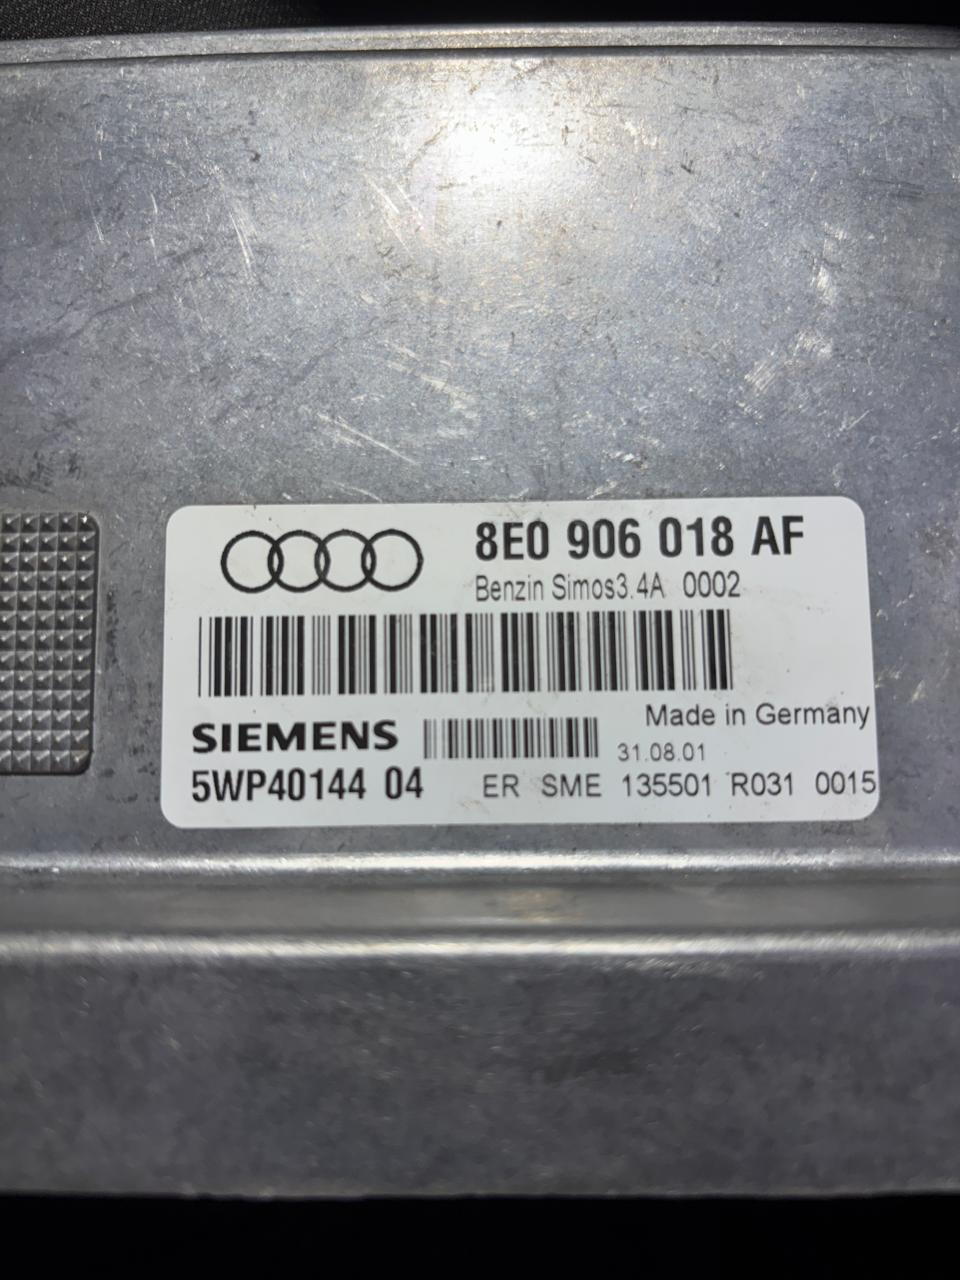 8E0 906 018 AF
Benzin Simos3.4A 0002
Made in Germany
SIEMENS
31.08.01
5WP40144 04
ER SME 135501 R031 0015